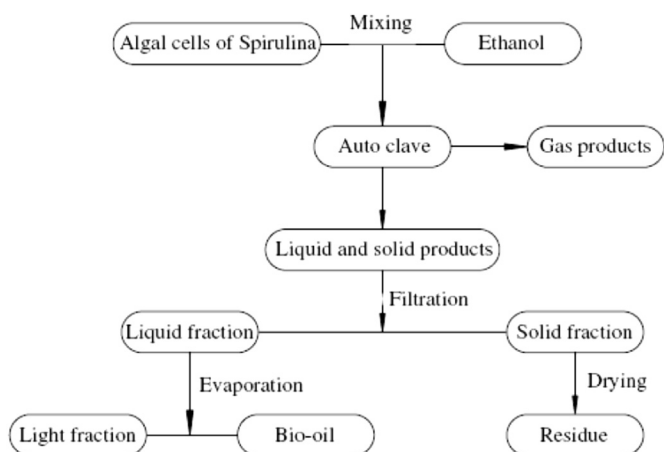 Mixing
Algal cells of Spirulina
Ethanol
Auto clave
Gas products
Liquid and solid products
Filtration
Liquid fraction
Solid fraction
Evaporation
Drying
Light fraction
Bio-oil
Residue